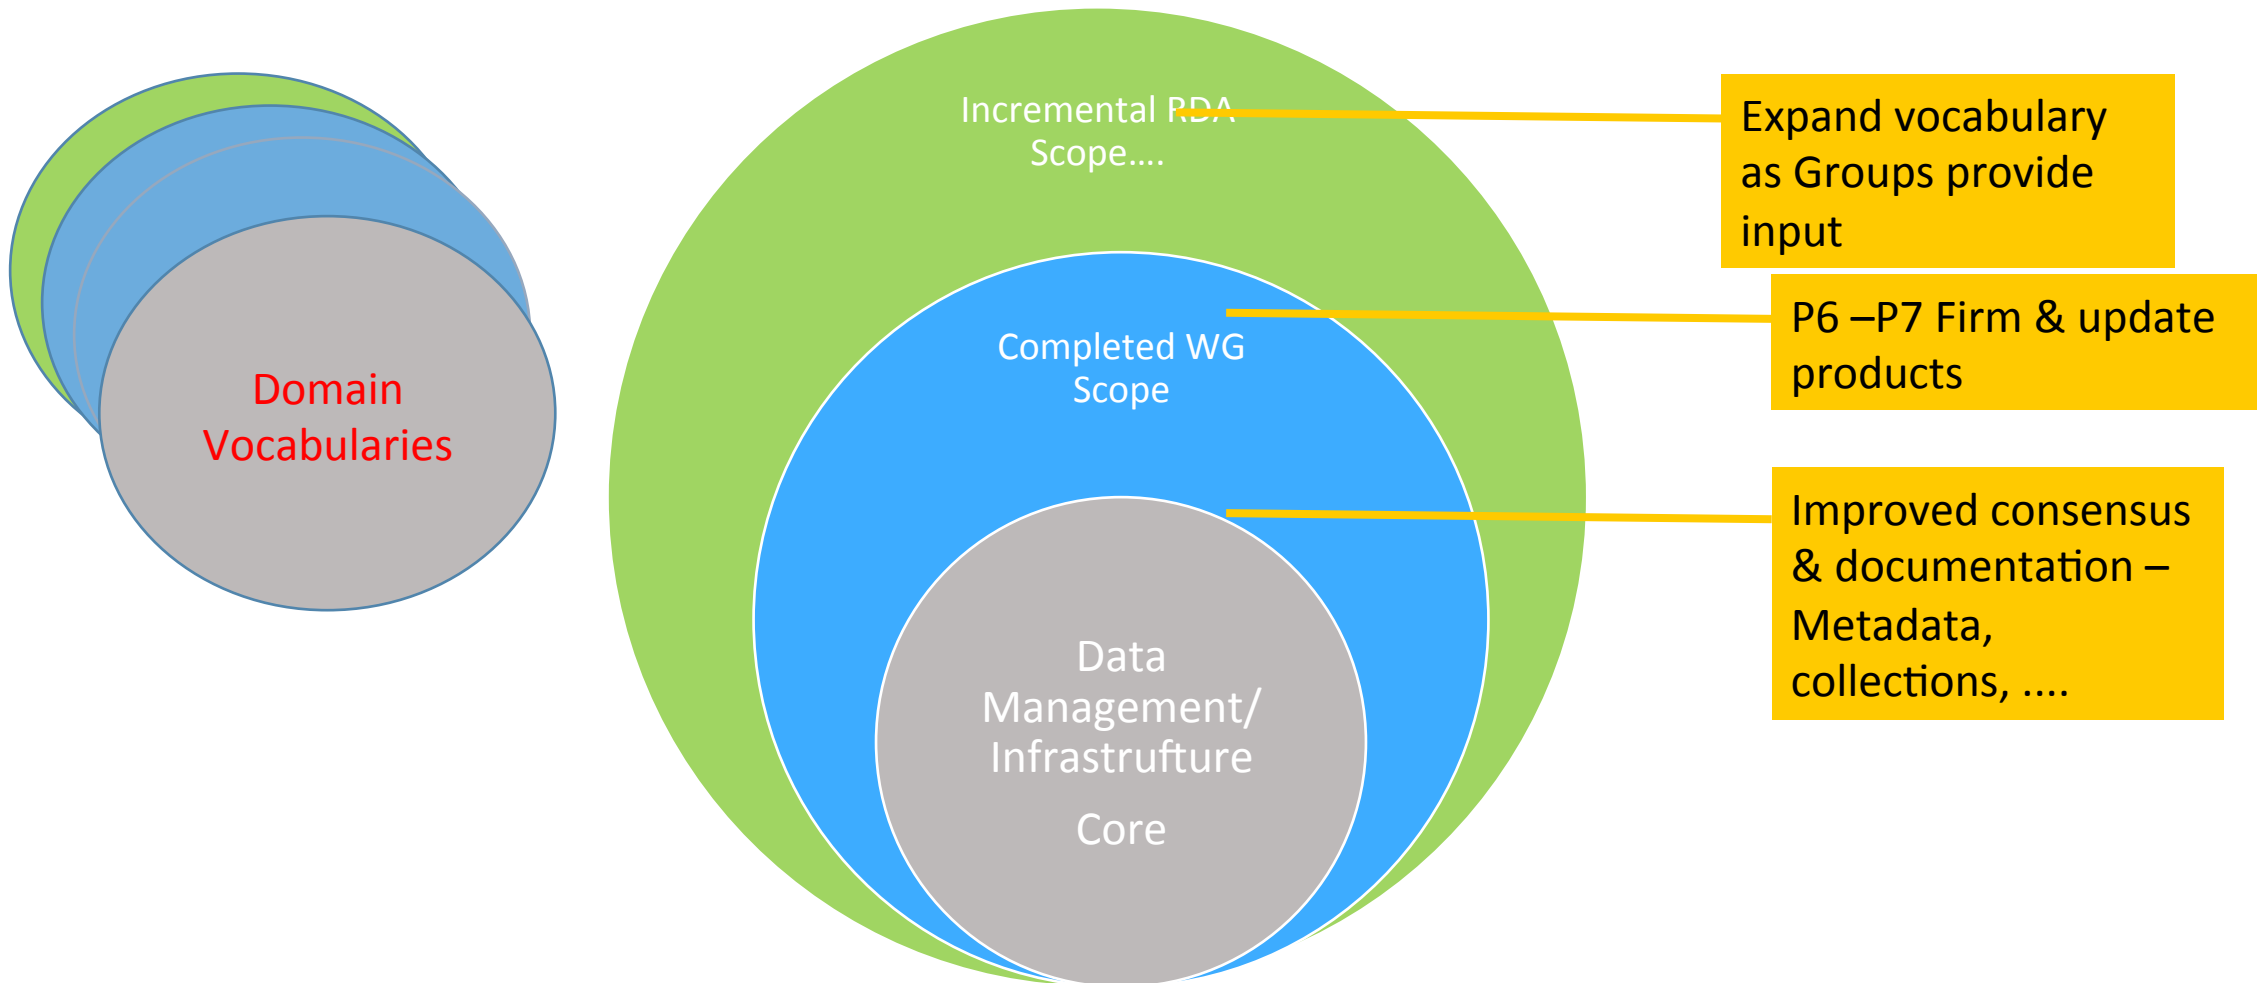 Domain
Vocabularies
Incremental RDA
Scope....
Completed WG
Scope
Data
Management/
Infrastrufture
Core
Expand vocabulary
as Groups provide
input
P6 –P7 Firm & update
products
Improved consensus
& documentation –
Metadata,
collections, ....